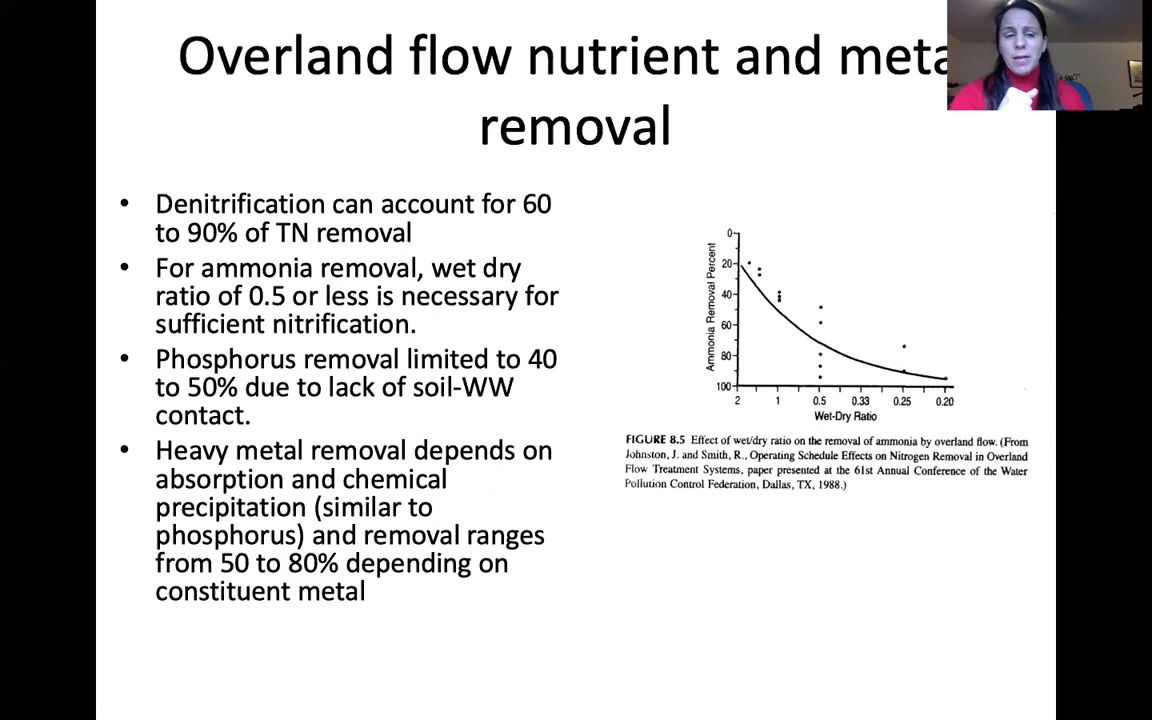 Overland flow nutrient and meta
removal
• Denitrification can account for 60
to 90% of TN removal
• For ammonia removal, wet dry
ratio of 0.5 or less is necessary for
sufficient nitrification.
• Phosphorus removal limited to 40
to 50% due to lack of soil-WW
contact.
• Heavy metal removal depends on
absorption and chemical
precipitation (similar to
phosphorus) and removal ranges
from 50 to 80% depending on
constituent metal
Ammonia Removal Percent
0
20
40
60
80
100
2 1 0.5 0.33 0.25 0.20
Wet-Dry Ratio
FIGURE 8.5 Effect of wet/dry ratio on the removal of ammonia by overland flow. (From
Johnston, J. and Smith, R., Operating Schedule Effects on Nitrogen Removal in Overland
Flow Treatment Systems, paper presented at the 61st Annual Conference of the Water
Pollution Control Federation, Dallas, TX, 1988.)